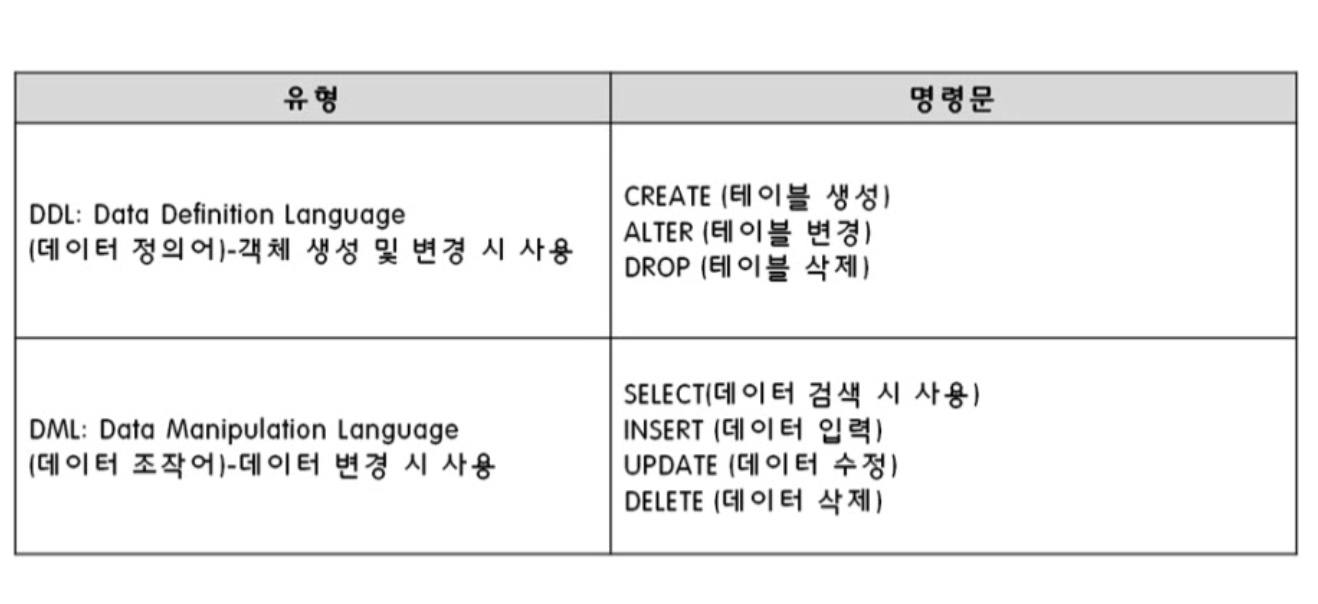 유형
명령문
DDL: Data Definition Language
(데이터 정의어)-객체 생성 및 변경 시 사용
CREATE (테이블 생성)
ALTER (테이블 변경)
DROP (테이블 삭제)
DML: Data Manipulation Language
(데이터 조작어)-데이터 변경 시 사용
SELECT(데이터 검색 시 사용)
INSERT (데이터 입력)
UPDATE (데이터 수정)
DELETE (데이터 삭제)